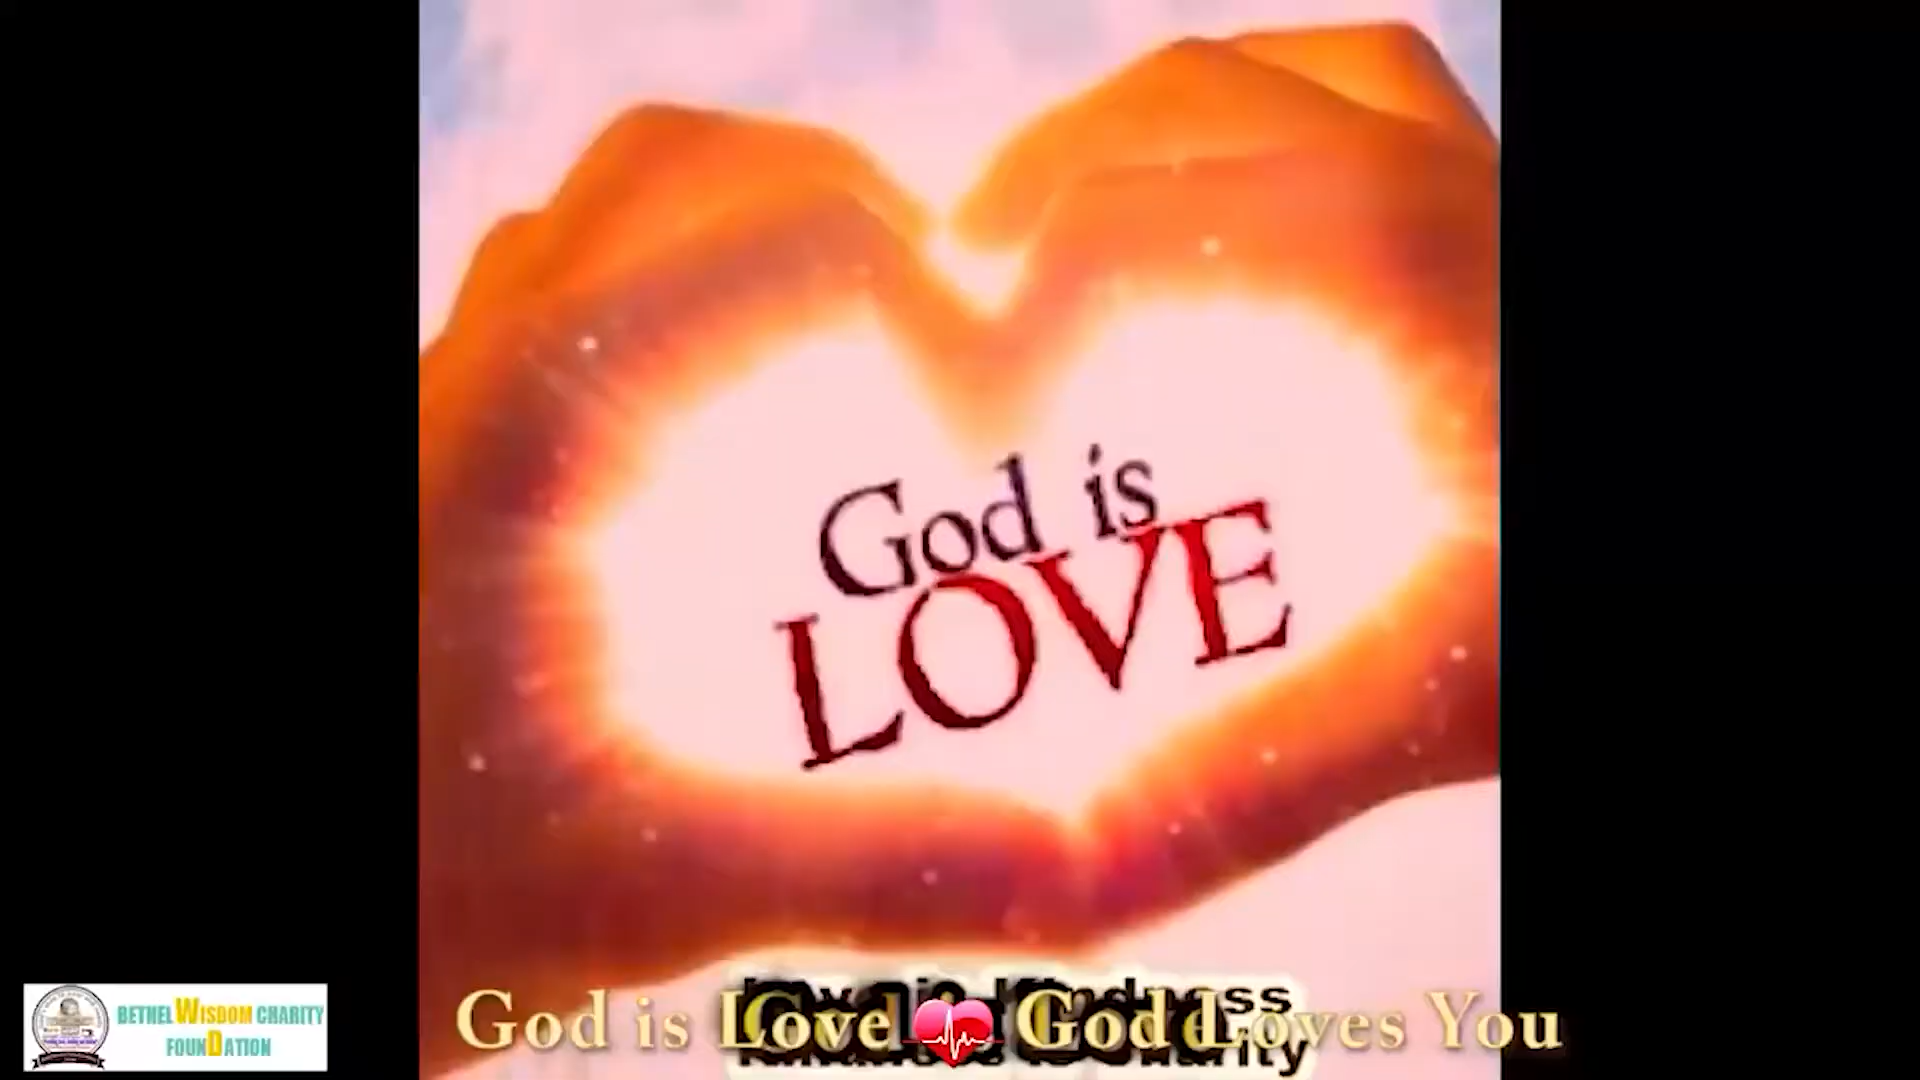 God is
LOVE
God is Love God Loves You
BETHEL WISDOM CHARITY
FOUNDATION